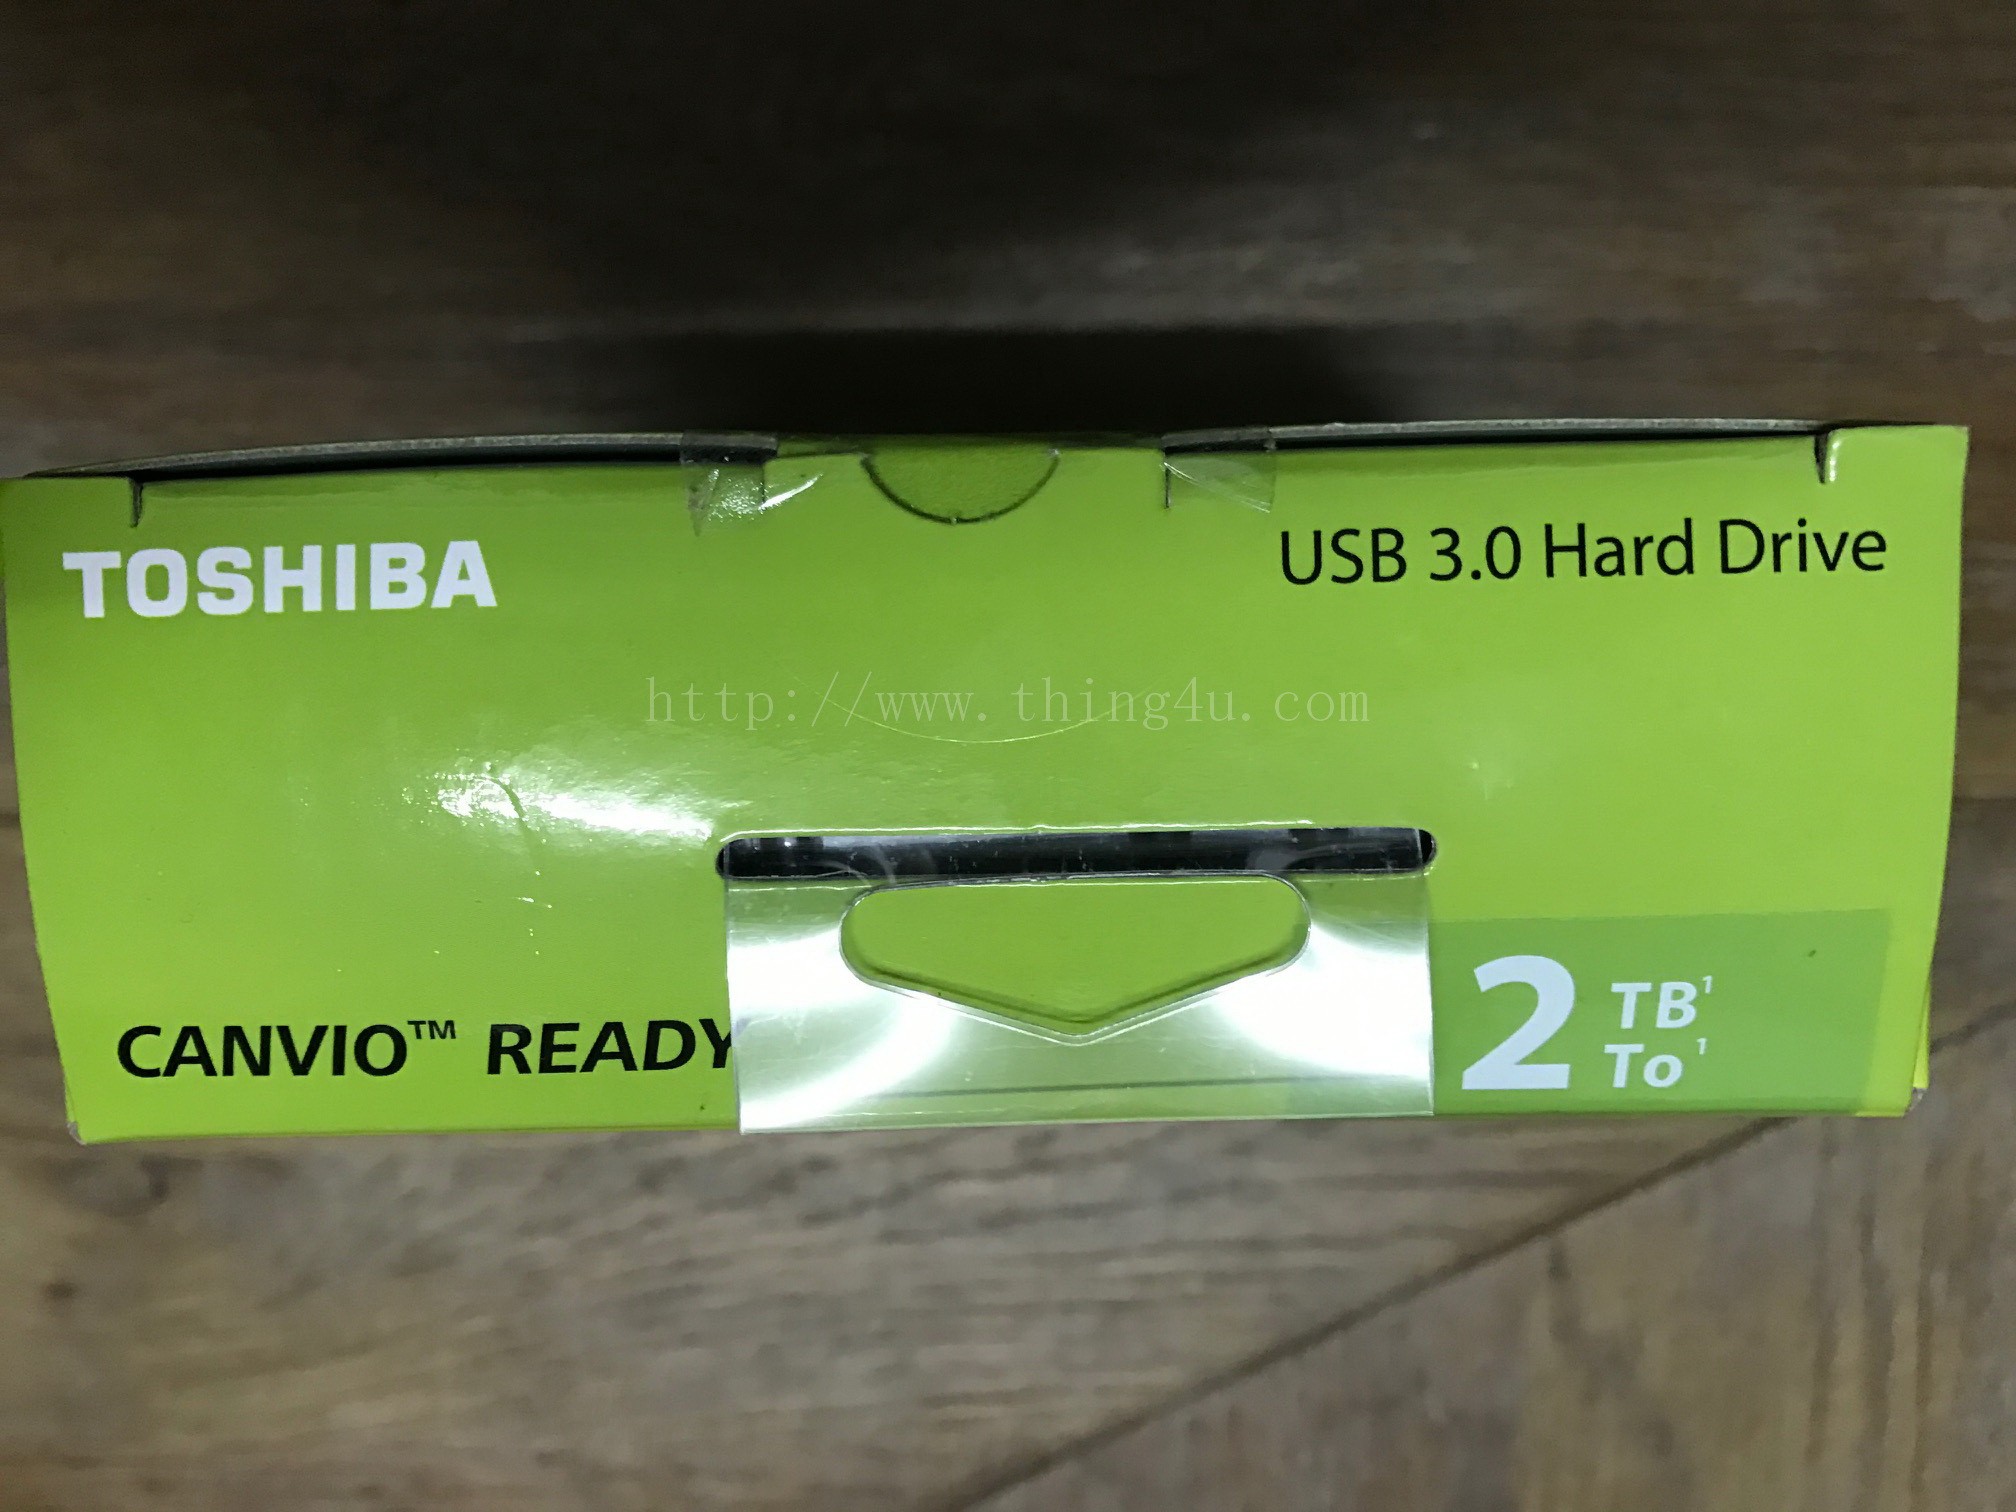 TOSHIBA
USB 3.0 Hard Drive
http://www.thing4u.com
CANVIO™ READY
2 TB¹
To¹